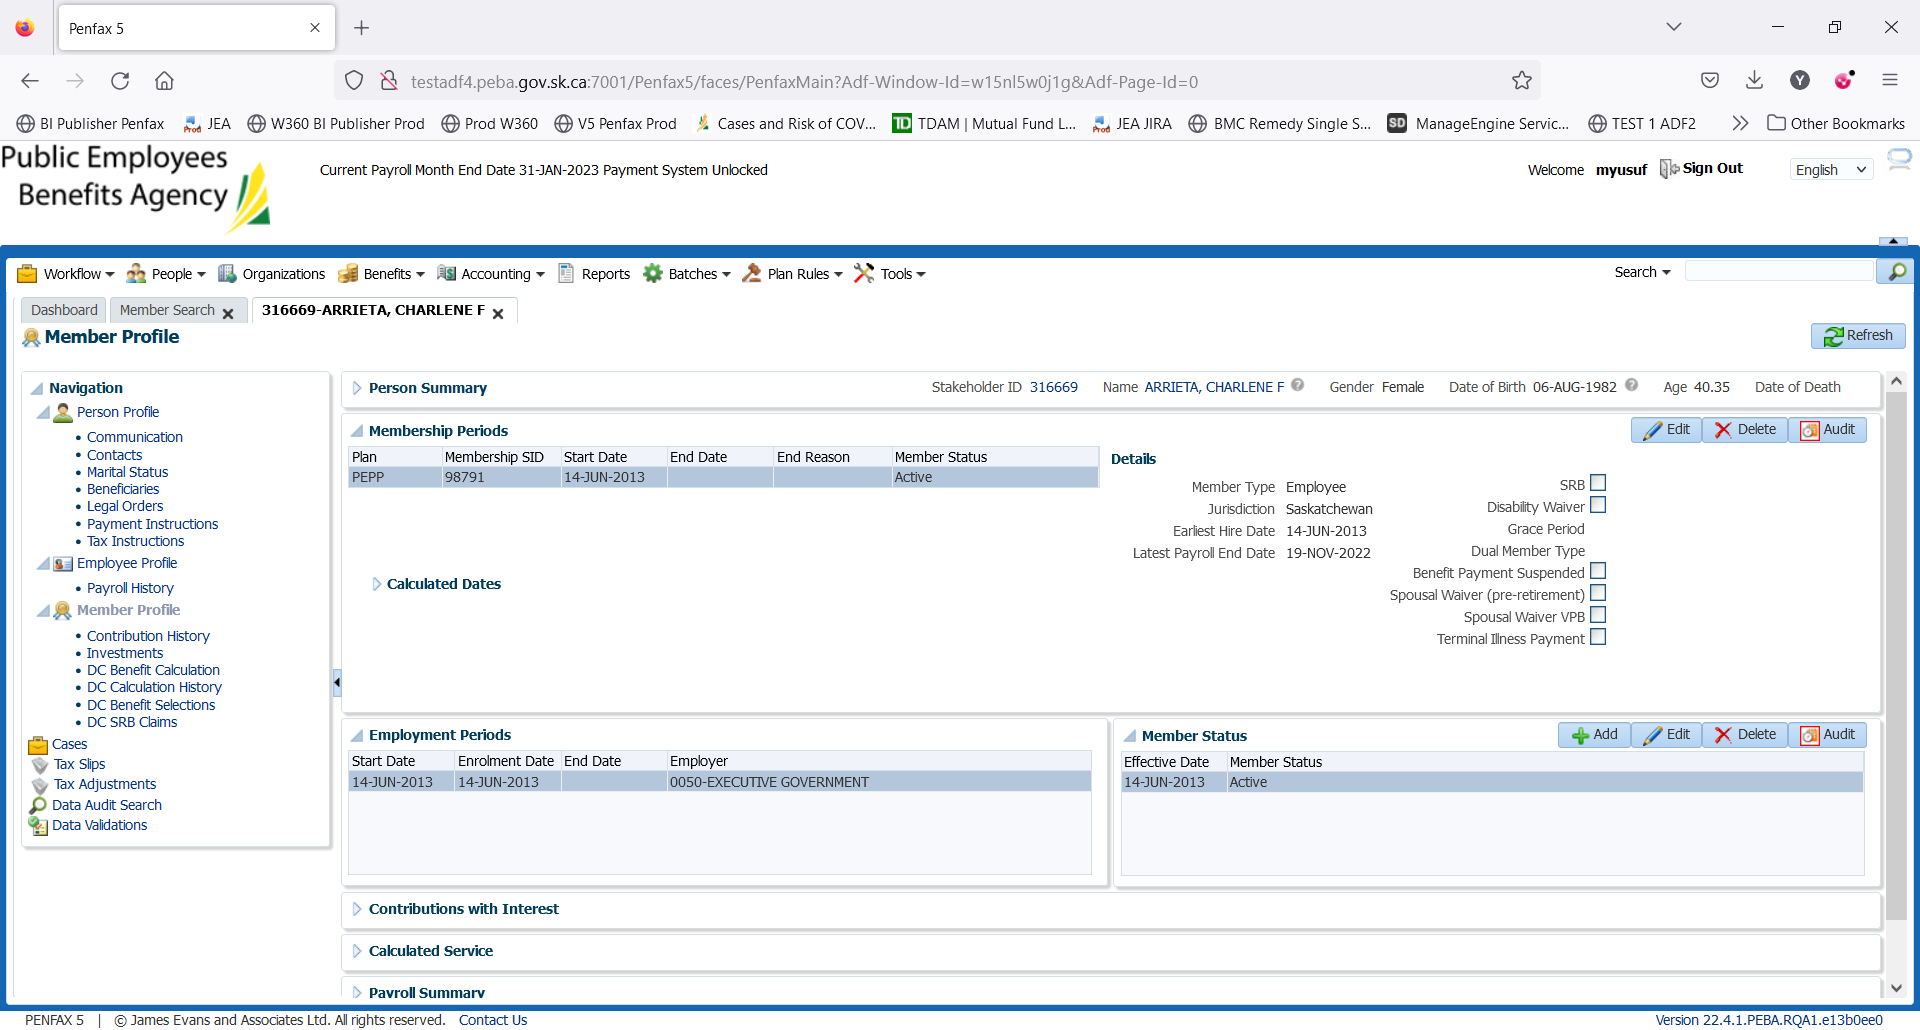 Penfax 5
testadf4.peba.gov.sk.ca:7001/Penfax5/faces/PenfaxMain?Adf-Window-Id=w15nl5w0j1g&Adf-Page-Id=0
BI Publisher Penfax JEA W360 BI Publisher Prod Prod W360 V5 Penfax Prod Cases and Risk of COV... TDAM | Mutual Fund L... JEA JIRA BMC Remedy Single S... ManageEngine Servic... TEST 1 ADF2 Other Bookmarks
Public Employees
Benefits Agency
Current Payroll Month End Date 31-JAN-2023 Payment System Unlocked
Welcome myusuf Sign Out English
Workflow People Organizations Benefits Accounting Reports Batches Plan Rules Tools Search
Dashboard Member Search 316669-ARRIETA, CHARLENE F
Member Profile
Refresh
Navigation
Person Profile
Communication
Contacts
Marital Status
Beneficiaries
Legal Orders
Payment Instructions
Tax Instructions
Employee Profile
Payroll History
Member Profile
Contribution History
Investments
DC Benefit Calculation
DC Calculation History
DC Benefit Selections
DC SRB Claims
Cases
Tax Slips
Tax Adjustments
Data Audit Search
Data Validations
Person Summary Stakeholder ID 316669 Name ARRIETA, CHARLENE F Gender Female Date of Birth 06-AUG-1982 Age 40.35 Date of Death
Membership Periods Edit Delete Audit
Plan Membership SID Start Date End Date End Reason Member Status
PEPP 98791 14-JUN-2013 Active
Calculated Dates
Details
Member Type Employee
Jurisdiction Saskatchewan
Earliest Hire Date 14-JUN-2013
Latest Payroll End Date 19-NOV-2022
SRB
Disability Waiver
Grace Period
Dual Member Type
Benefit Payment Suspended
Spousal Waiver (pre-retirement)
Spousal Waiver VPB
Terminal Illness Payment
Employment Periods
Start Date Enrolment Date End Date Employer
14-JUN-2013 14-JUN-2013 0050-EXECUTIVE GOVERNMENT
Member Status Add Edit Delete Audit
Effective Date Member Status
14-JUN-2013 Active
Contributions with Interest
Calculated Service
Payroll Summary
PENFAX 5 | © James Evans and Associates Ltd. All rights reserved. Contact Us
Version 22.4.1.PEBA.RQA1.e13b0ee0